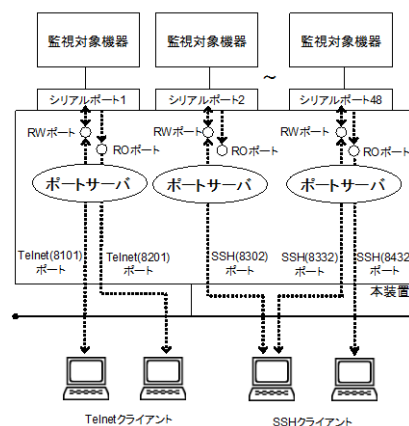 監視対象機器 監視対象機器 監視対象機器
~
シリアルポート1 シリアルポート2 シリアルポート48
RWポート RWポート RWポート
ROポート ROポート ROポート
ポートサーバ ポートサーバ ポートサーバ
Telnet(8101) Telnet(8201) SSH(8302) SSH(8332) SSH(8432)
ポート ポート ポート ポート ポート
本装置
Telnetクライアント SSHクライアント